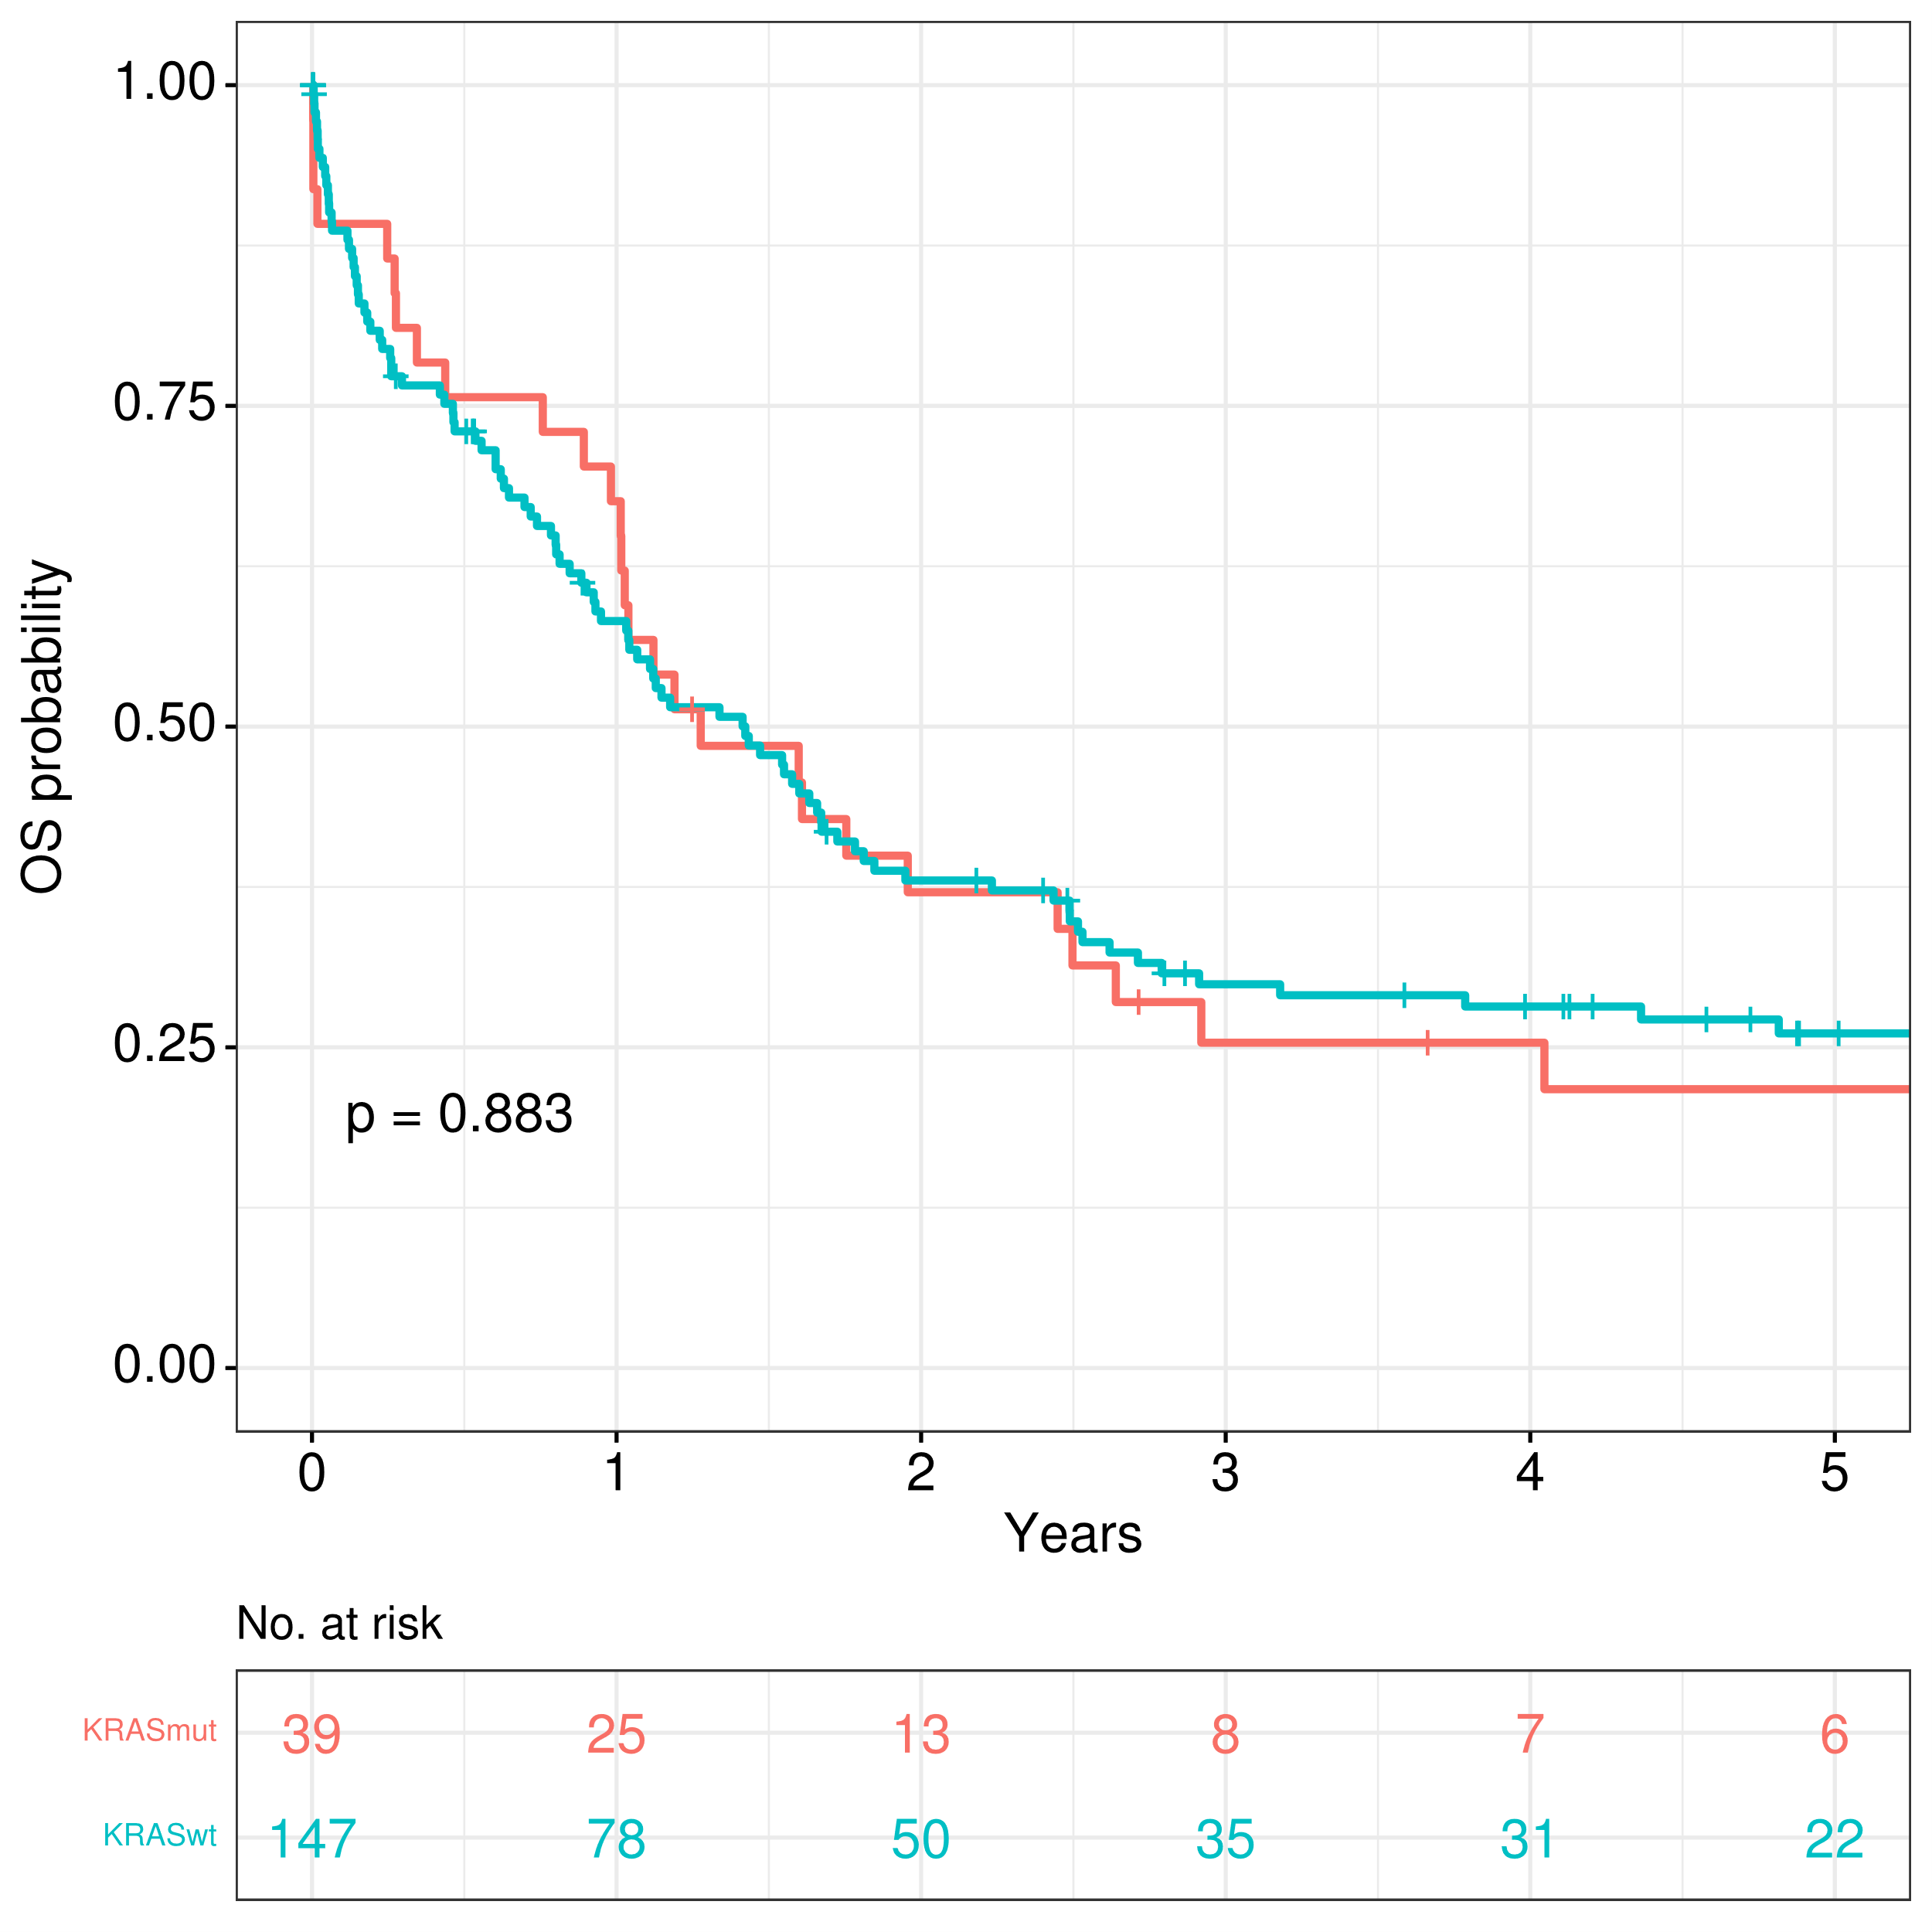 OS probability
1.00
0.75
0.50
0.25
0.00
p = 0.883
0 1 2 3 4 5
Years
No. at risk
KRASmut 39 25 13 8 7 6
KRASwt 147 78 50 35 31 22